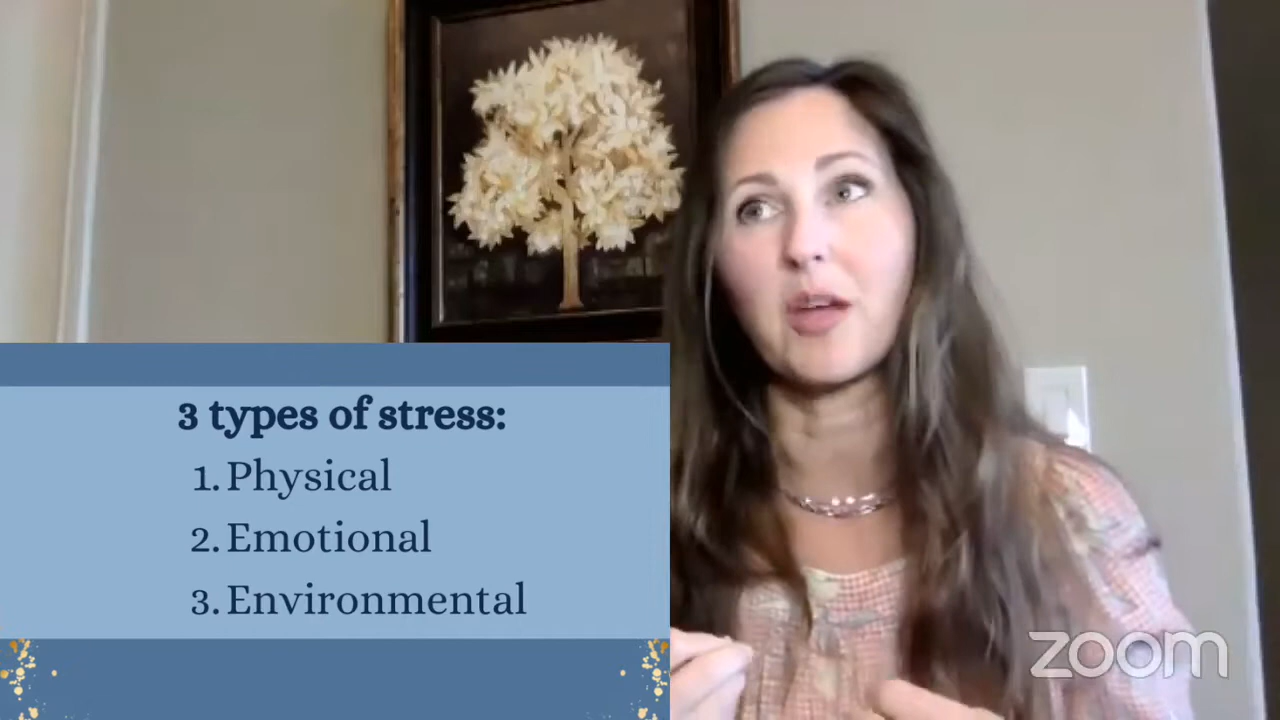 3 types of stress:
1. Physical
2. Emotional
3. Environmental
zoom